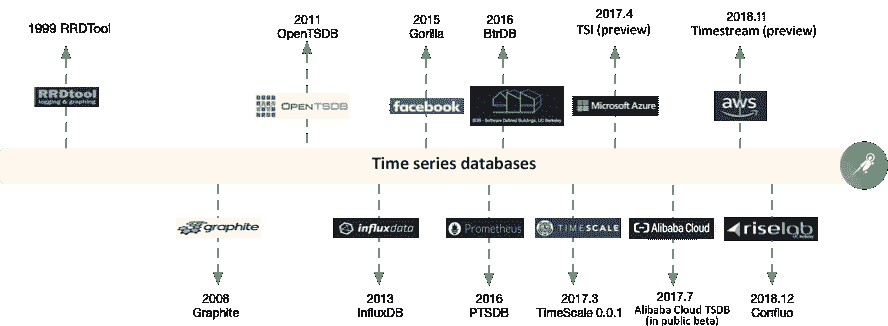 1999 RRDTool
2011
OpenTSDB
2015
Gorilla
2016
BtrDB
2017.4
TSI (preview)
2018.11
Timestream (preview)
RRDtool
logging & graphing
OPENTSDB
facebook
SDB - Software Defined Buildings, UC Berkeley
Microsoft Azure
aws
Time series databases
graphite
influxdata
Prometheus
TIMESCALE
Alibaba Cloud
riselab
2008
Graphite
2013
InfluxDB
2016
PTSDB
2017.3
TimeScale 0.0.1
2017.7
Alibaba Cloud TSDB
(in public beta)
2018.12
Confluo